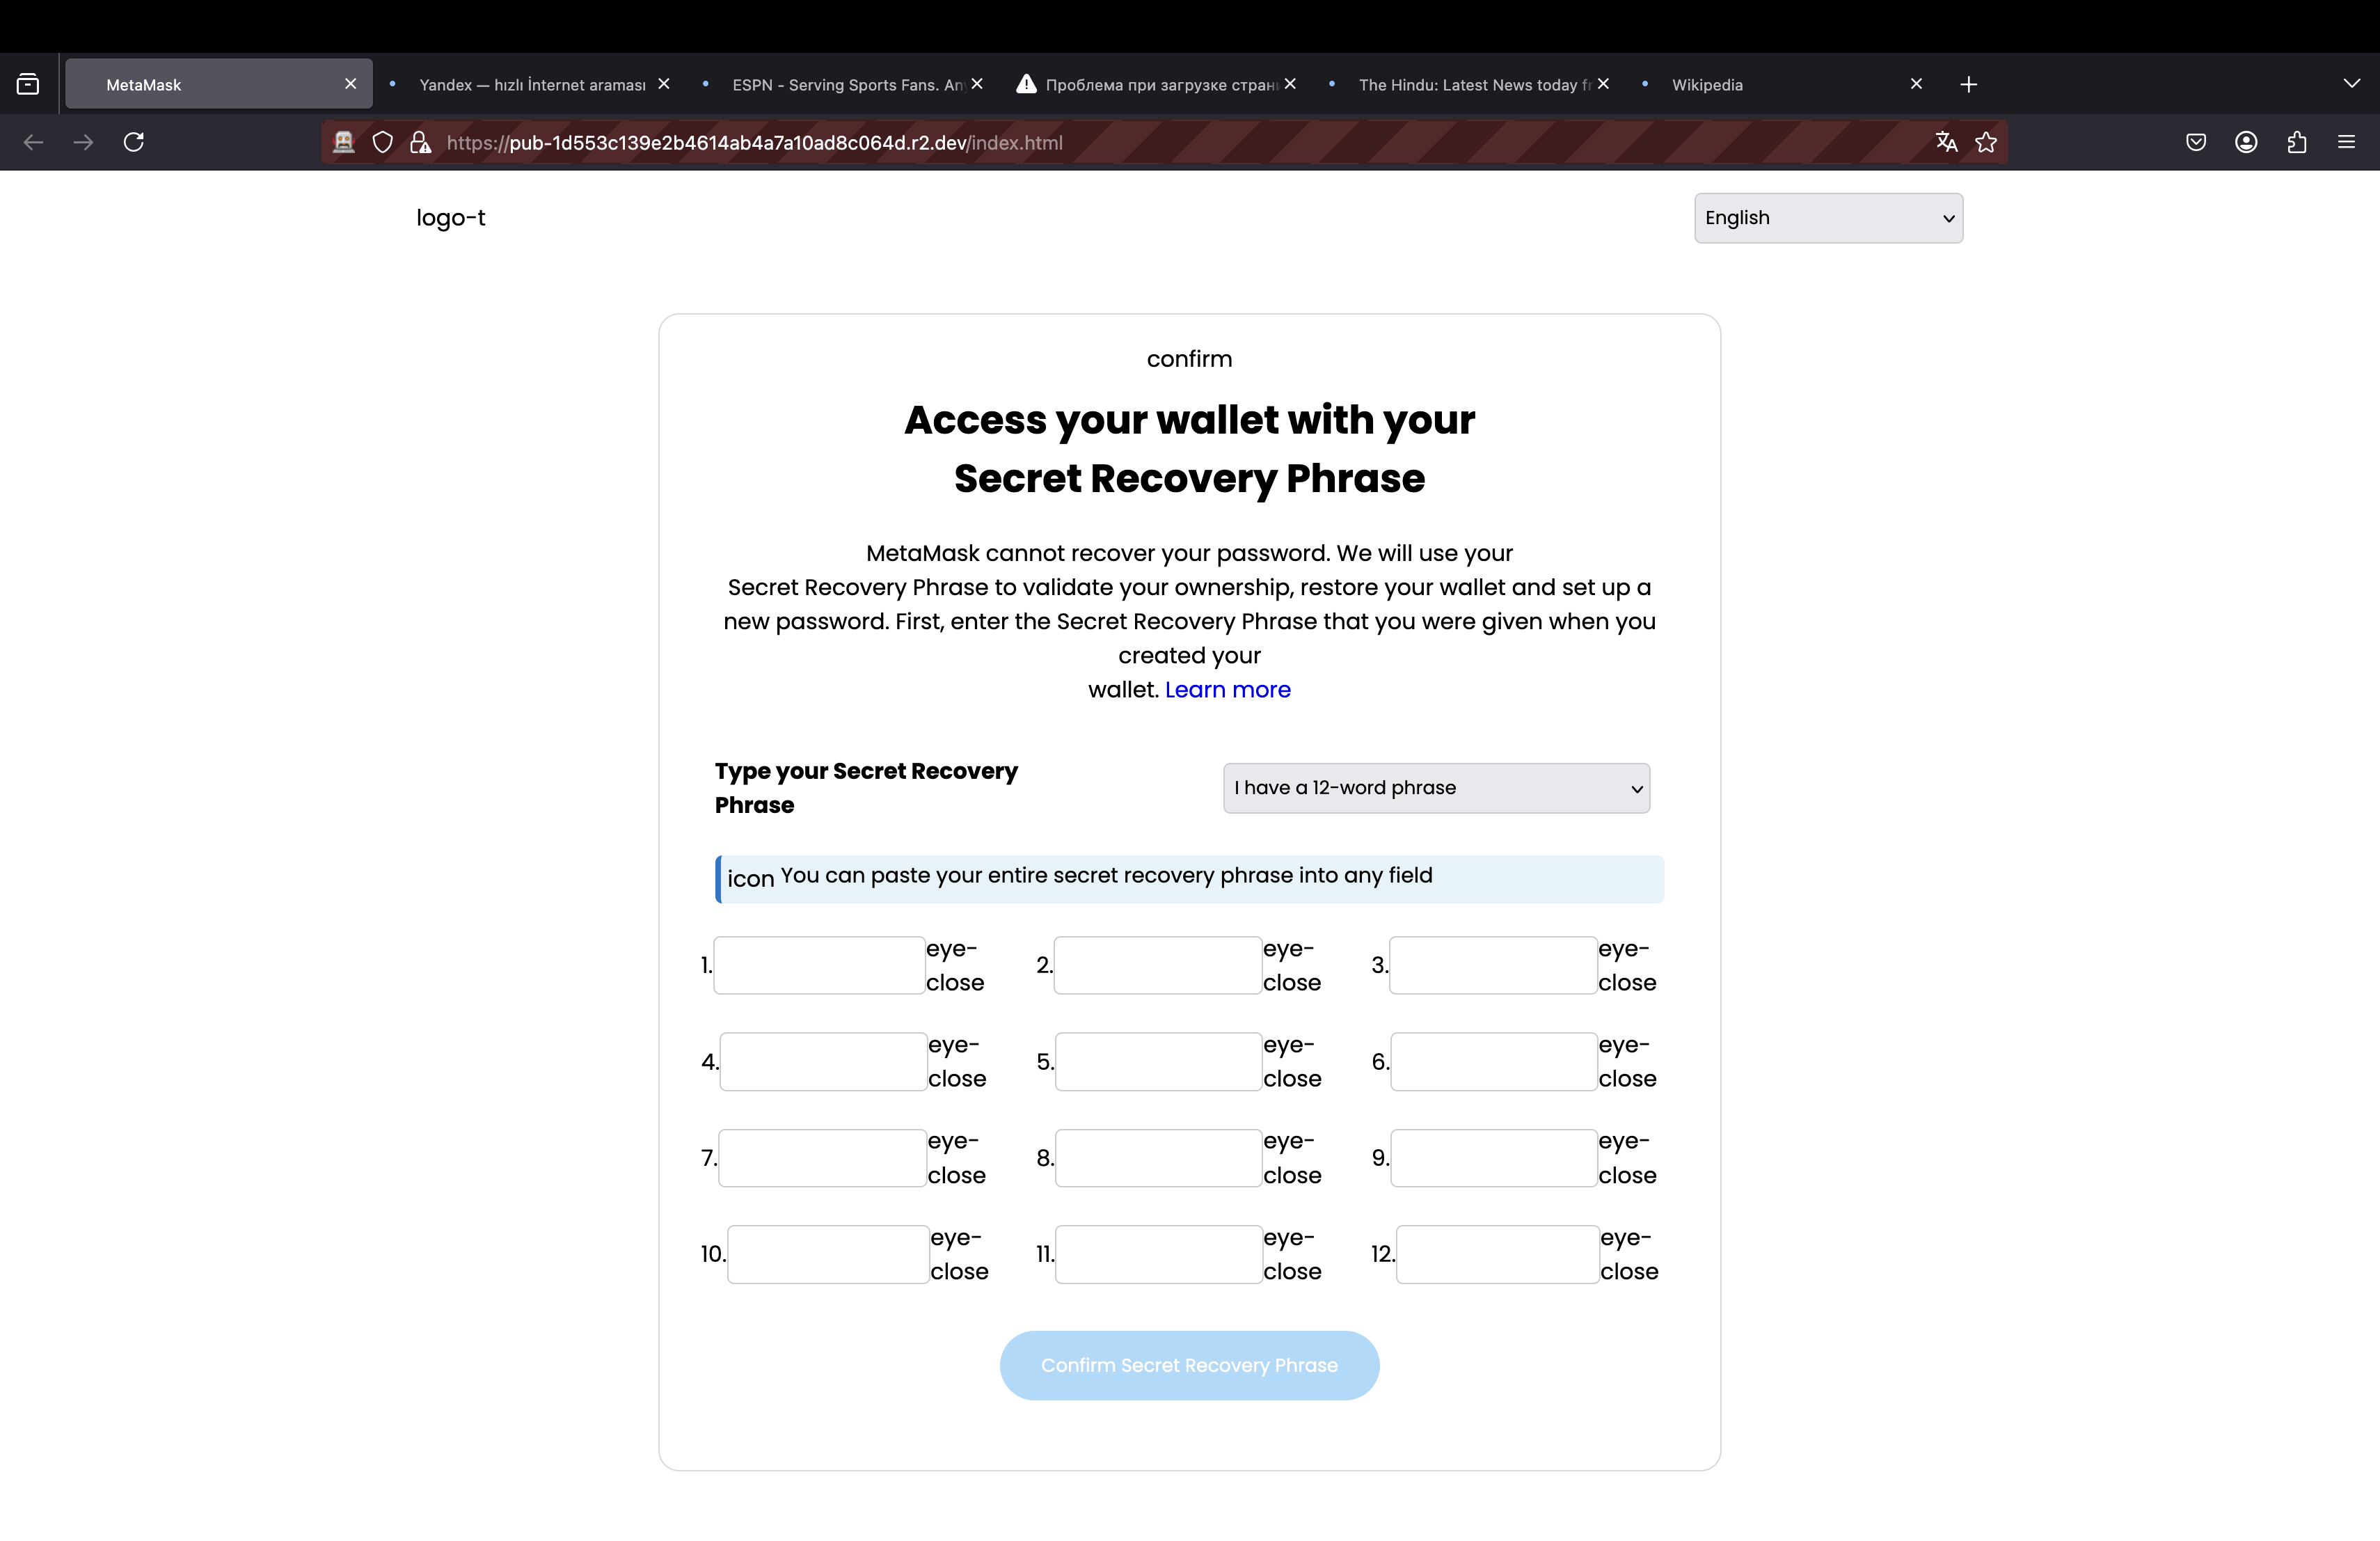 MetaMask
Yandex — hızlı İnternet araması
ESPN - Serving Sports Fans. An
Проблема при загрузке стран
The Hindu: Latest News today f
Wikipedia
https://pub-1d553c139e2b4614ab4a7a10ad8c064d.r2.dev/index.html
logo-t
English
confirm
Access your wallet with your
Secret Recovery Phrase
MetaMask cannot recover your password. We will use your
Secret Recovery Phrase to validate your ownership, restore your wallet and set up a
new password. First, enter the Secret Recovery Phrase that you were given when you
created your
wallet. Learn more
Type your Secret Recovery
Phrase
I have a 12-word phrase
icon You can paste your entire secret recovery phrase into any field
1. eye-close 2. eye-close 3. eye-close
4. eye-close 5. eye-close 6. eye-close
7. eye-close 8. eye-close 9. eye-close
10. eye-close 11. eye-close 12. eye-close
Confirm Secret Recovery Phrase